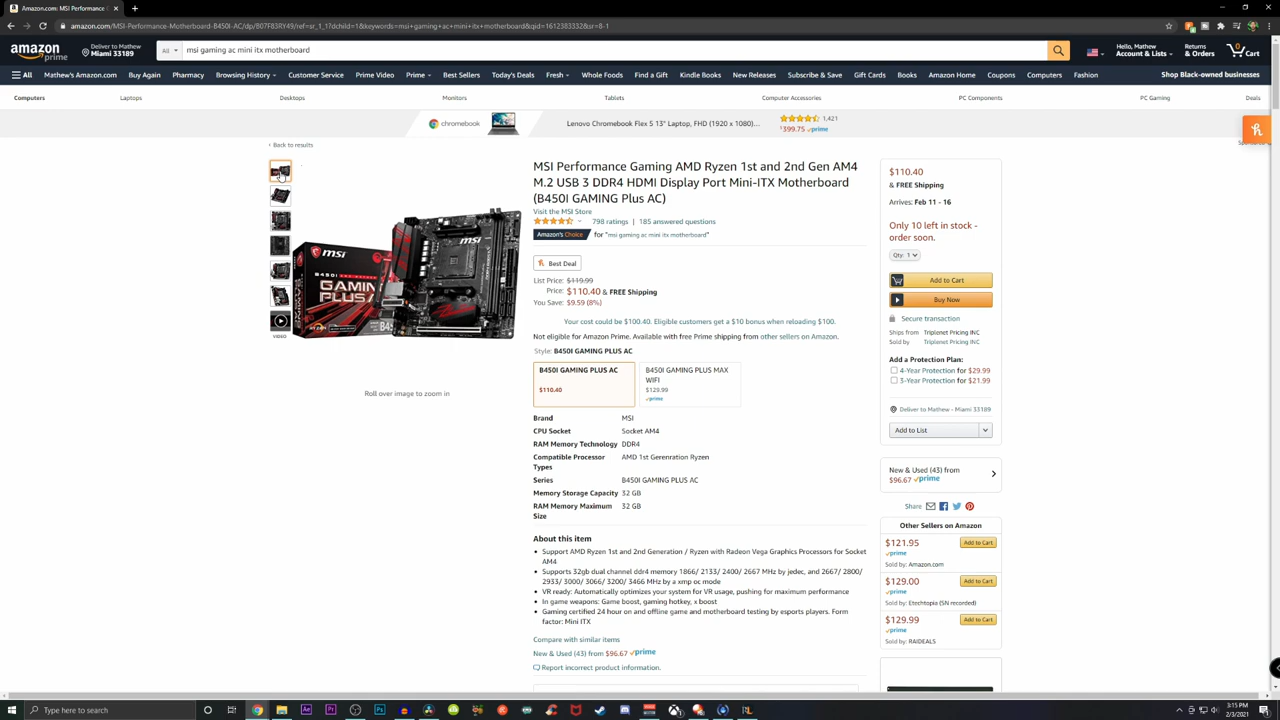 Amazon.com: MSI Performance
amazon.com/MSI-Performance-Motherboard-B450I-AC/dp/B07F83RY49/ref=sr_1_1?dchild=1&keywords=msi+gaming+ac+mini+itx+motherboard&qid=1612383332&sr=8-1
amazon prime
Deliver to Mathew
Miami 33189
All
msi gaming ac mini itx motherboard
Hello, Mathew
Account & Lists
Returns
& Orders
0
Cart
All
Mathew's Amazon.com
Buy Again
Pharmacy
Browsing History
Customer Service
Prime Video
Prime
Best Sellers
Today's Deals
Fresh
Whole Foods
Find a Gift
Kindle Books
New Releases
Subscribe & Save
Gift Cards
Books
Amazon Home
Coupons
Computers
Fashion
Shop Black-owned businesses
Computers
Laptops
Desktops
Monitors
Tablets
Computer Accessories
PC Components
PC Gaming
Deals
chromebook
Lenovo Chromebook Flex 5 13" Laptop, FHD (1920 x 1080)...
1,421
$399.75 prime
‹ Back to results
VIDEO
msi
B450I
GAMING
PLUS A
msi
Roll over image to zoom in
MSI Performance Gaming AMD Ryzen 1st and 2nd Gen AM4
M.2 USB 3 DDR4 HDMI Display Port Mini-ITX Motherboard
(B450I GAMING Plus AC)
Visit the MSI Store
798 ratings | 185 answered questions
Amazon's Choice for "msi gaming ac mini itx motherboard"
Best Deal
List Price: $119.99
Price: $110.40 & FREE Shipping
You Save: $9.59 (8%)
Your cost could be $100.40. Eligible customers get a $10 bonus when reloading $100.
Not eligible for Amazon Prime. Available with free Prime shipping from other sellers on Amazon.
Style: B450I GAMING PLUS AC
B450I GAMING PLUS AC
$110.40
B450I GAMING PLUS MAX
WIFI
$129.99
prime
Brand MSI
CPU Socket Socket AM4
RAM Memory Technology DDR4
Compatible Processor AMD 1st Gerenration Ryzen
Types
Series B450I GAMING PLUS AC
Memory Storage Capacity 32 GB
RAM Memory Maximum 32 GB
Size
About this item
• Support AMD Ryzen 1st and 2nd Generation / Ryzen with Radeon Vega Graphics Processors for Socket
AM4
• Supports 32gb dual channel ddr4 memory 1866/ 2133/ 2400/ 2667 MHz by jedec, and 2667/ 2800/
2933/ 3000/ 3066/ 3200/ 3466 MHz by a xmp oc mode
• VR ready: Automatically optimizes your system for VR usage, pushing for maximum performance
• In game weapons: Game boost, gaming hotkey, x boost
• Gaming certified 24 hour on and offline game and motherboard testing by esports players. Form
factor: Mini ITX
Compare with similar items
New & Used (43) from $96.67 prime
Report incorrect product information.
$110.40
& FREE Shipping
Arrives: Feb 11 - 16
Only 10 left in stock -
order soon.
Qty: 1
Add to Cart
Buy Now
Secure transaction
Ships from Triplenet Pricing INC
Sold by Triplenet Pricing INC
Add a Protection Plan:
4-Year Protection for $29.99
3-Year Protection for $21.99
Deliver to Mathew - Miami 33189
Add to List
New & Used (43) from
$96.67 prime
Share
Other Sellers on Amazon
$121.95 Add to Cart
prime
Sold by: Amazon.com
$129.00 Add to Cart
prime
Sold by: Etechtopia (SN recorded)
$129.99 Add to Cart
prime
Sold by: RAIDEALS
Type here to search
3:15 PM
2/3/2021